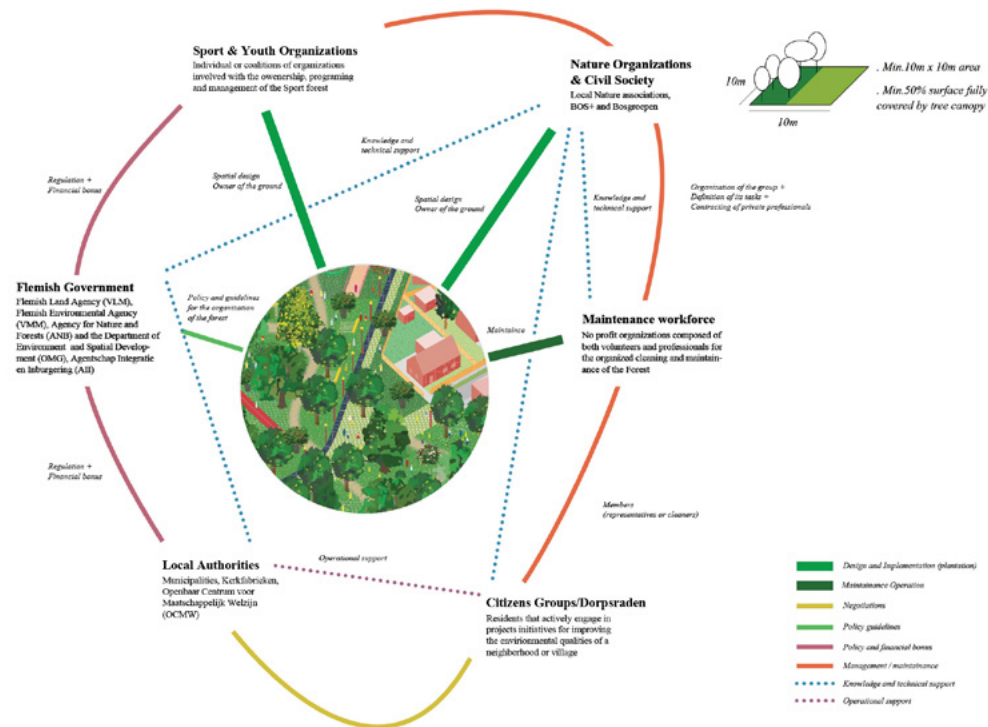 Sport & Youth Organizations
Individual or coalitions of organizations
involved with the owenership, programing
and management of the Sport forest
Nature Organizations
& Civil Society
Local Nature associations,
BOS+ and Bosgroepen
10m
10m
. Min.10m x 10m area
. Min.50% surface fully
covered by tree canopy
Knowledge and
technical support
Regulation +
Financial bonus
Spatial design
Owner of the ground
Spatial design
Owner of the ground
Knowledge and
technical support
Organization of the group +
Definition of its tasks +
Contracting of private professionals
Flemish Government
Flemish Land Agency (VLM),
Flemish Environmental Agency
(VMM), Agency for Nature and
Forests (ANB) and the Department of
Environment and Spatial Develop-
ment (OMG), Agentschap Integratie
en Inburgering (AII)
Policy and guidelines
for the organization
of the forest
Maintaince
Maintenance workforce
No profit organizations composed of
both volunteers and professionals for
the organized cleaning and maintain-
ance of the Forest
Regulation +
Financial bonus
Members
(representatives or cleaners)
Local Authorities
Municipalities, Kerkfabrieken,
Openbaar Centrum voor
Maatschappelijk Welzijn
(OCMW)
Operational support
Citizens Groups/Dorpsraden
Residents that actively engage in
projects initiatives for improving
the envirionmental qualities of a
neighborhood or village
Design and Implementation (plantation)
Maintainance Operation
Negotiations
Policy guidelines
Policy and financial bonus
Management / maintainance
Knowledge and technical support
Operational support